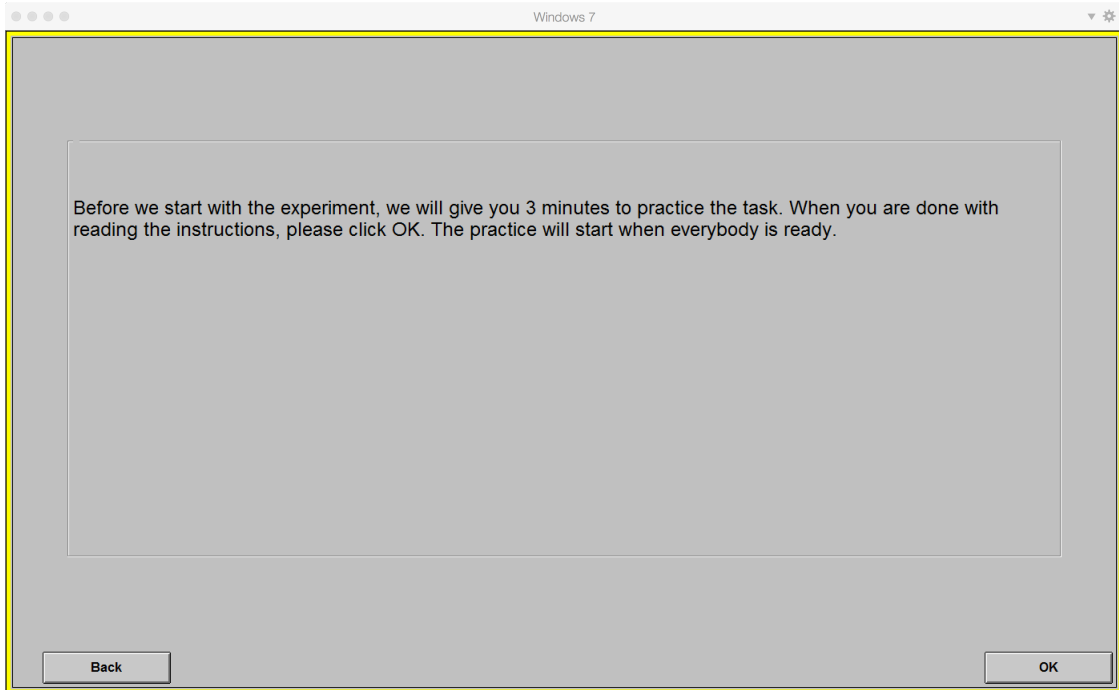 Windows 7
Before we start with the experiment, we will give you 3 minutes to practice the task. When you are done with
reading the instructions, please click OK. The practice will start when everybody is ready.
Back
OK